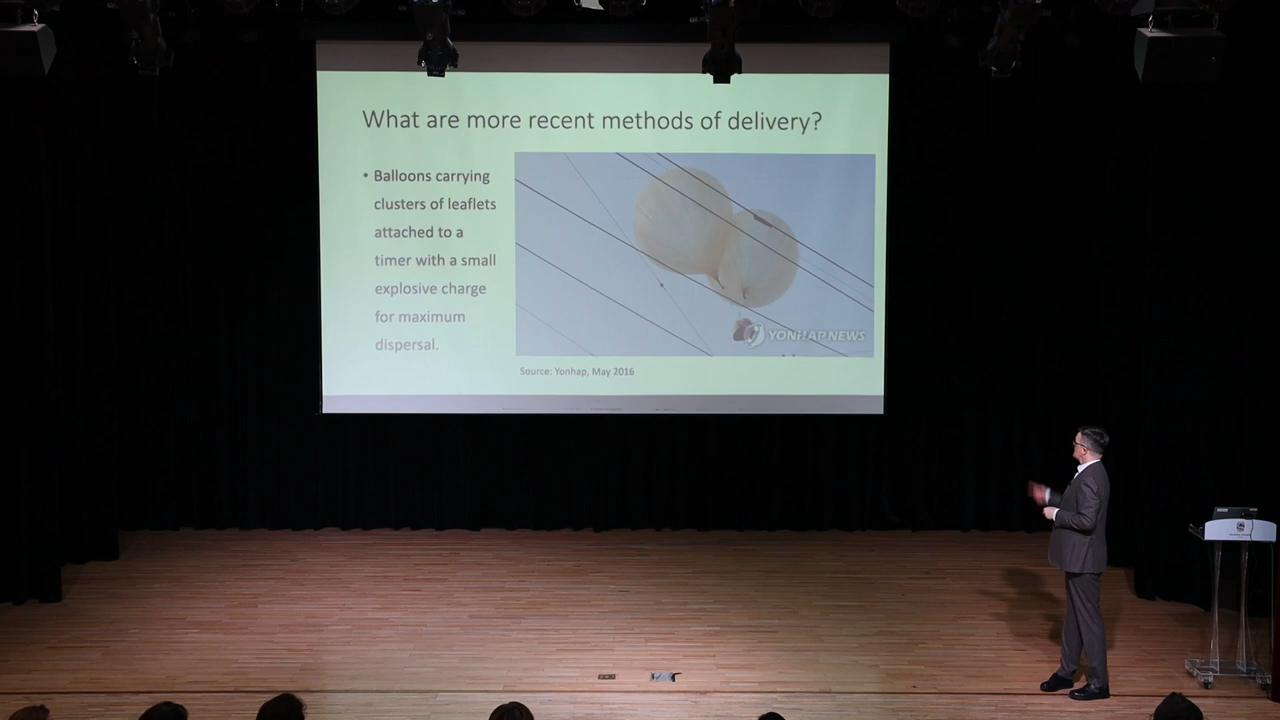 What are more recent methods of delivery?
• Balloons carrying
clusters of leaflets
attached to a
timer with a small
explosive charge
for maximum
dispersal.
YONHAP NEWS
Source: Yonhap, May 2016